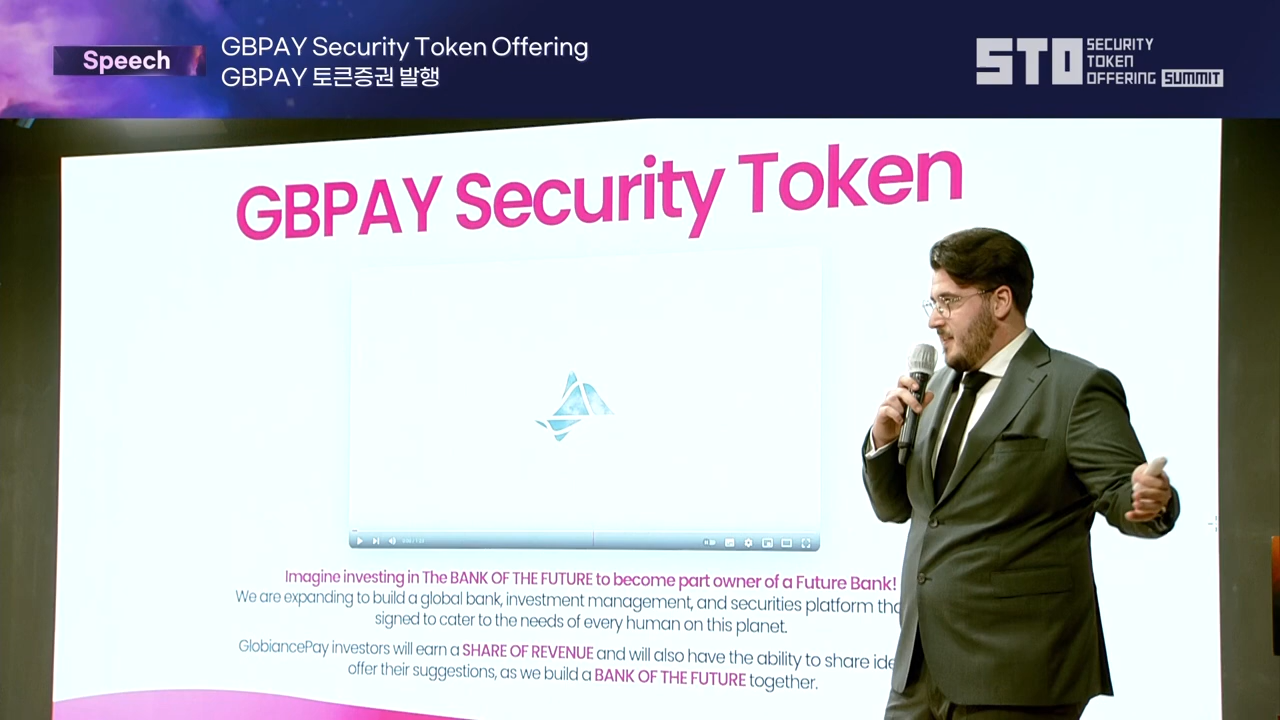 Speech
GBPAY Security Token Offering
GBPAY 토큰증권 발행
STO
SECURITY
TOKEN
OFFERING SUMMIT
GBPAY Security Token
Imagine investing in The BANK OF THE FUTURE to become part owner of a Future Bank!
We are expanding to build a global bank, investment management, and securities platform tha
signed to cater to the needs of every human on this planet.
GlobiancePay investors will earn a SHARE OF REVENUE and will also have the ability to share ide
offer their suggestions, as we build a BANK OF THE FUTURE together.